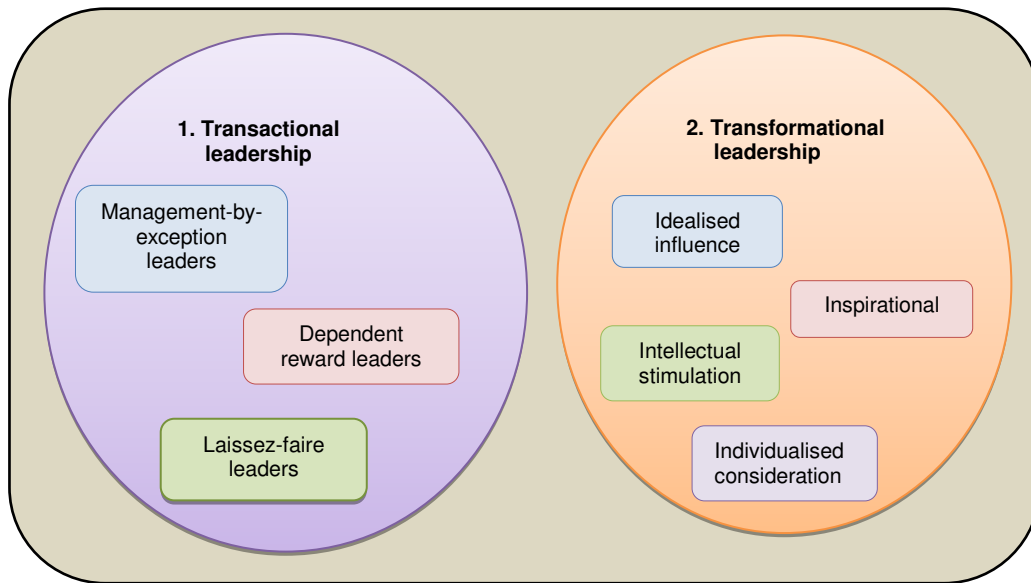 1. Transactional
leadership
Management-by-
exception
leaders
Dependent
reward leaders
Laissez-faire
leaders
2. Transformational
leadership
Idealised
influence
Inspirational
Intellectual
stimulation
Individualised
consideration